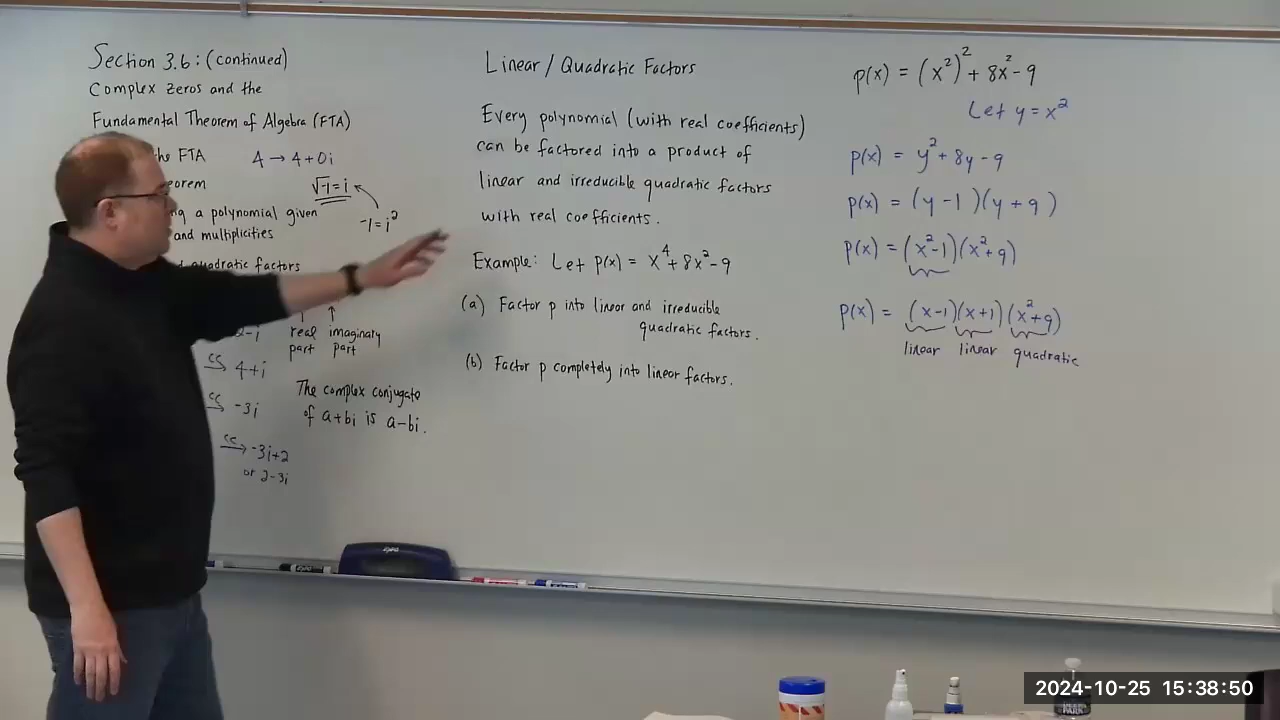 Section 3.6: (continued)
Complex Zeros and the
Fundamental Theorem of Algebra (FTA)
the FTA
4 → 4+0i
√-1 = i
-1 = i²
a polynomial given
and multiplicities
quadratic factors
real part
imaginary part
cc → 4+i
cc → -3i
cc → -3i+2
or 2-3i
The complex conjugate
of a+bi is a-bi.
Linear / Quadratic Factors
Every polynomial (with real coefficients)
can be factored into a product of
linear and irreducible quadratic factors
with real coefficients.
Example: Let p(x) = x⁴+8x²-9
(a) Factor p into linear and irreducible
quadratic factors.
(b) Factor p completely into linear factors.
p(x) = (x²)² + 8x² - 9
Let y = x²
p(x) = y² + 8y - 9
p(x) = (y - 1)(y + 9)
p(x) = (x²-1)(x²+9)
p(x) = (x-1)(x+1)(x²+9)
linear linear quadratic
expo
2024-10-25 15:38:50